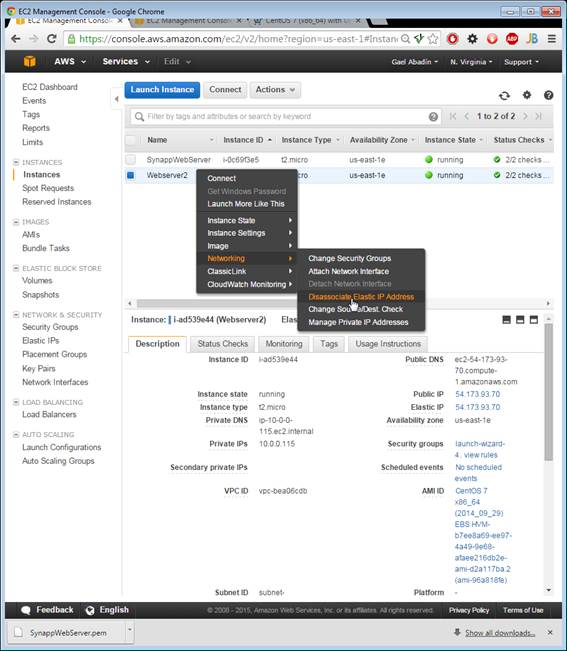 EC2 Management Console - Google Chrome
EC2 Management Con
EC2 Management Con
CentOS 7 (x86_64) with U
https://console.aws.amazon.com/ec2/v2/home?region=us-east-1#Instanc
AWS
Services
Edit
Gael Abadín
N. Virginia
Support
EC2 Dashboard
Events
Tags
Reports
Limits
INSTANCES
Instances
Spot Requests
Reserved Instances
IMAGES
AMIs
Bundle Tasks
ELASTIC BLOCK STORE
Volumes
Snapshots
NETWORK & SECURITY
Security Groups
Elastic IPs
Placement Groups
Key Pairs
Network Interfaces
LOAD BALANCING
Load Balancers
AUTO SCALING
Launch Configurations
Auto Scaling Groups
Launch Instance
Connect
Actions
Filter by tags and attributes or search by keyword
1 to 2 of 2
Name
Instance ID
Instance Type
Availability Zone
Instance State
Status Checks
SynappWebServer
i-0c69f3e5
t2.micro
us-east-1e
running
2/2 checks ...
Webserver2
us-east-1e
running
2/2 checks ...
Connect
Get Windows Password
Launch More Like This
Instance State
Instance Settings
Image
Networking
ClassicLink
CloudWatch Monitoring
Change Security Groups
Attach Network Interface
Detach Network Interface
Disassociate Elastic IP Address
Change Source/Dest. Check
Manage Private IP Addresses
Instance: i-ad539e44 (Webserver2)
Description
Status Checks
Monitoring
Tags
Usage Instructions
Instance ID
i-ad539e44
Public DNS
ec2-54-173-93-
70.compute-
1.amazonaws.com
Instance state
running
Public IP
54.173.93.70
Instance type
t2.micro
Elastic IP
54.173.93.70
Private DNS
ip-10-0-0-
115.ec2.internal
Availability zone
us-east-1e
Private IPs
10.0.0.115
Security groups
launch-wizard-
4. view rules
Secondary private IPs
Scheduled events
No scheduled
events
VPC ID
vpc-bea06cdb
AMI ID
CentOS 7
x86_64
(2014_09_29)
EBS HVM-
b7ee8a69-ee97-
4a49-9e68-
afaee216db2e-
ami-d2a117ba.2
(ami-96a818fe)
Subnet ID
subnet-
Platform
-
Feedback
English
© 2008 - 2015, Amazon Web Services, Inc. or its affiliates. All rights reserved.
Privacy Policy
Terms of Use
SynappWebServer.pem
Show all downloads...